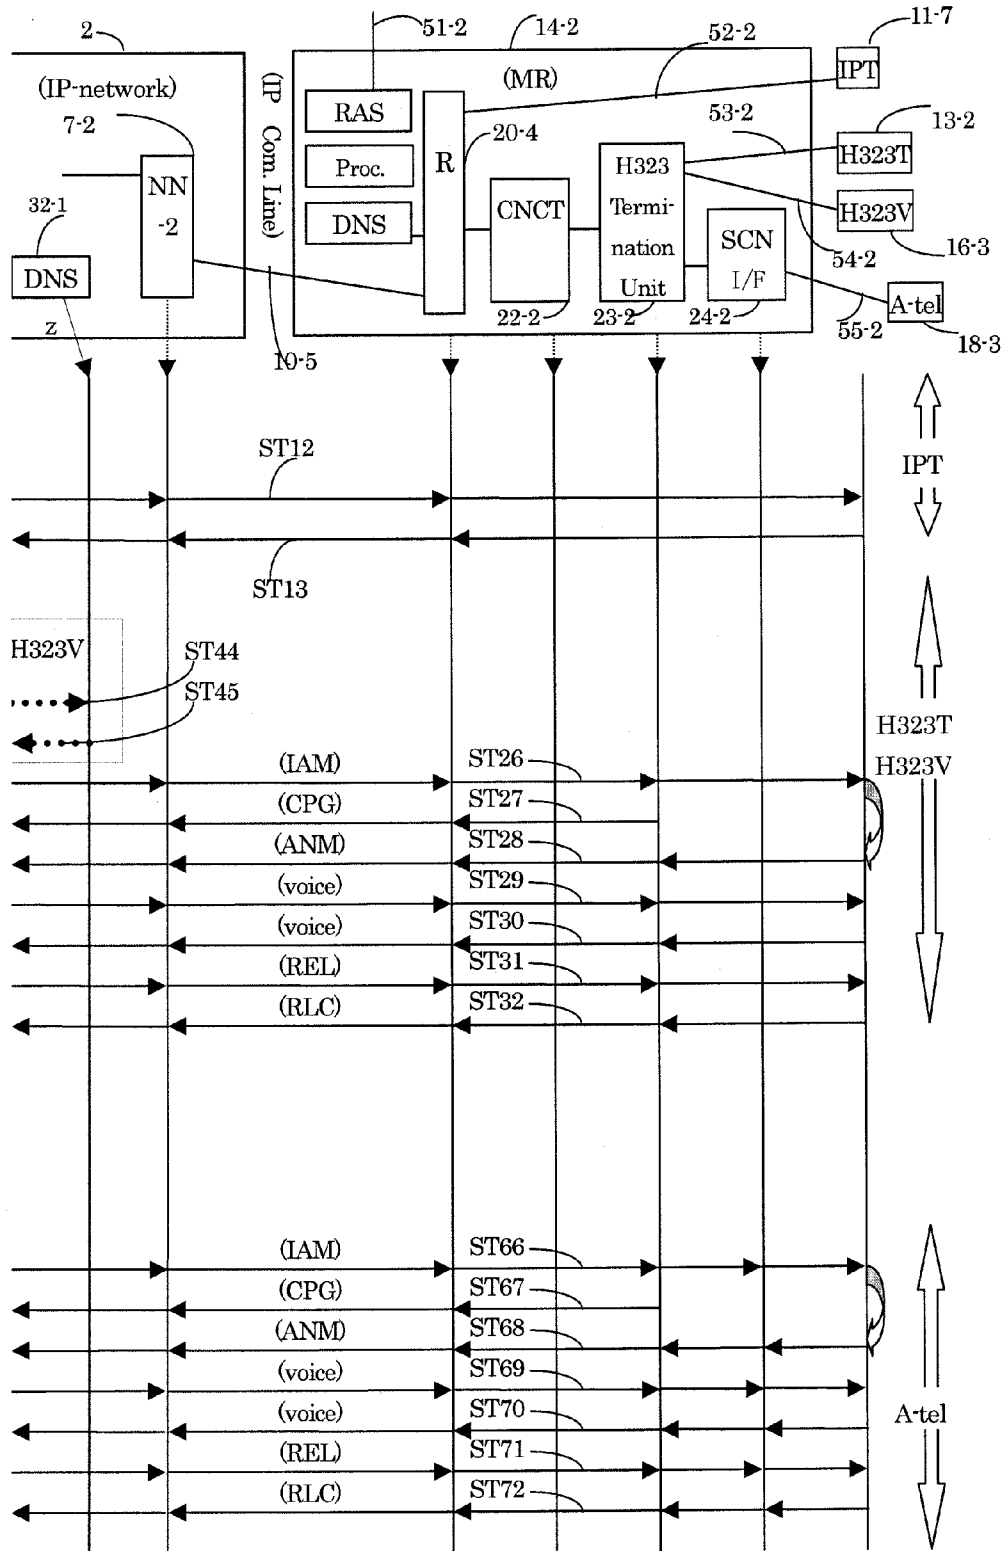 2
51-2
14-2
52-2
11-7
(IP-network)
7-2
(IP Com. Line)
(MR)
IPT
RAS
R
20-4
53-2
13-2
NN
-2
Proc.
CNCT
H323
Termi-
nation
Unit
H323T
32-1
DNS
DNS
SCN
I/F
H323V
54-2
16-3
A-tel
z
10-5
22-2
23-2
24-2
55-2
18-3
ST12
IPT
ST13
H323V
ST44
ST45
H323T
H323V
(IAM)
ST26
(CPG)
ST27
(ANM)
ST28
(voice)
ST29
(voice)
ST30
(REL)
ST31
(RLC)
ST32
(IAM)
ST66
(CPG)
ST67
(ANM)
ST68
(voice)
ST69
(voice)
ST70
A-tel
(REL)
ST71
(RLC)
ST72